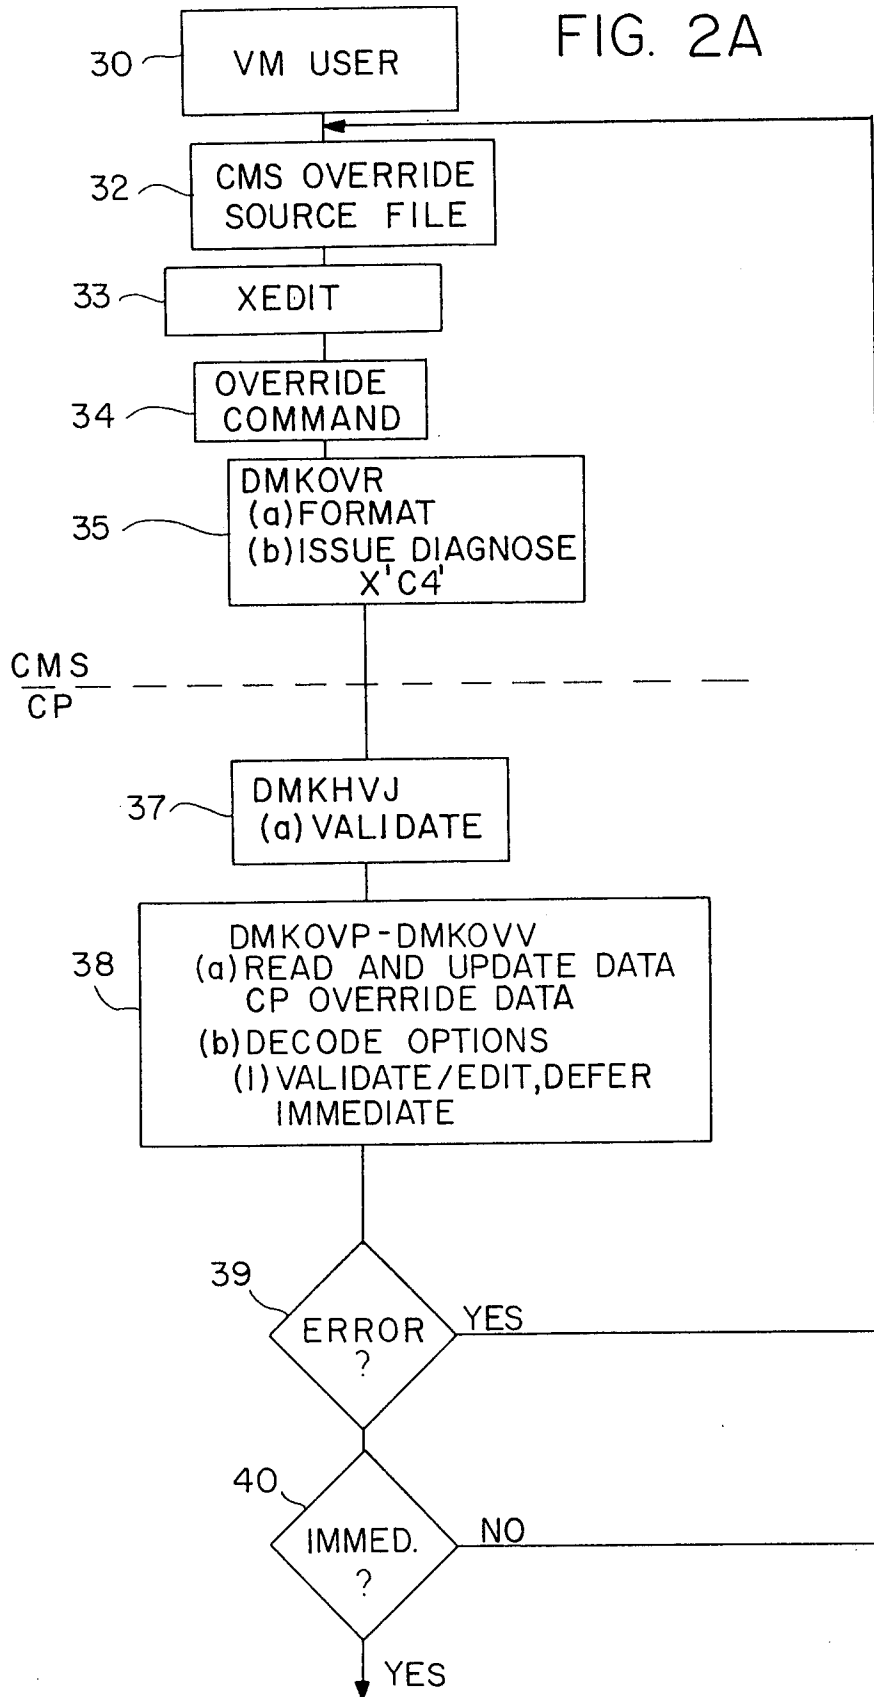 FIG. 2A
30
VM USER
32
CMS OVERRIDE
SOURCE FILE
33
XEDIT
34
OVERRIDE
COMMAND
35
DMKOVR
(a) FORMAT
(b) ISSUE DIAGNOSE
X'C4'
CMS
CP
37
DMKHVJ
(a) VALIDATE
38
DMKOVP-DMKOVV
(a) READ AND UPDATE DATA
CP OVERRIDE DATA
(b) DECODE OPTIONS
(1) VALIDATE/EDIT, DEFER
IMMEDIATE
39
ERROR
?
YES
40
IMMED.
?
NO
YES